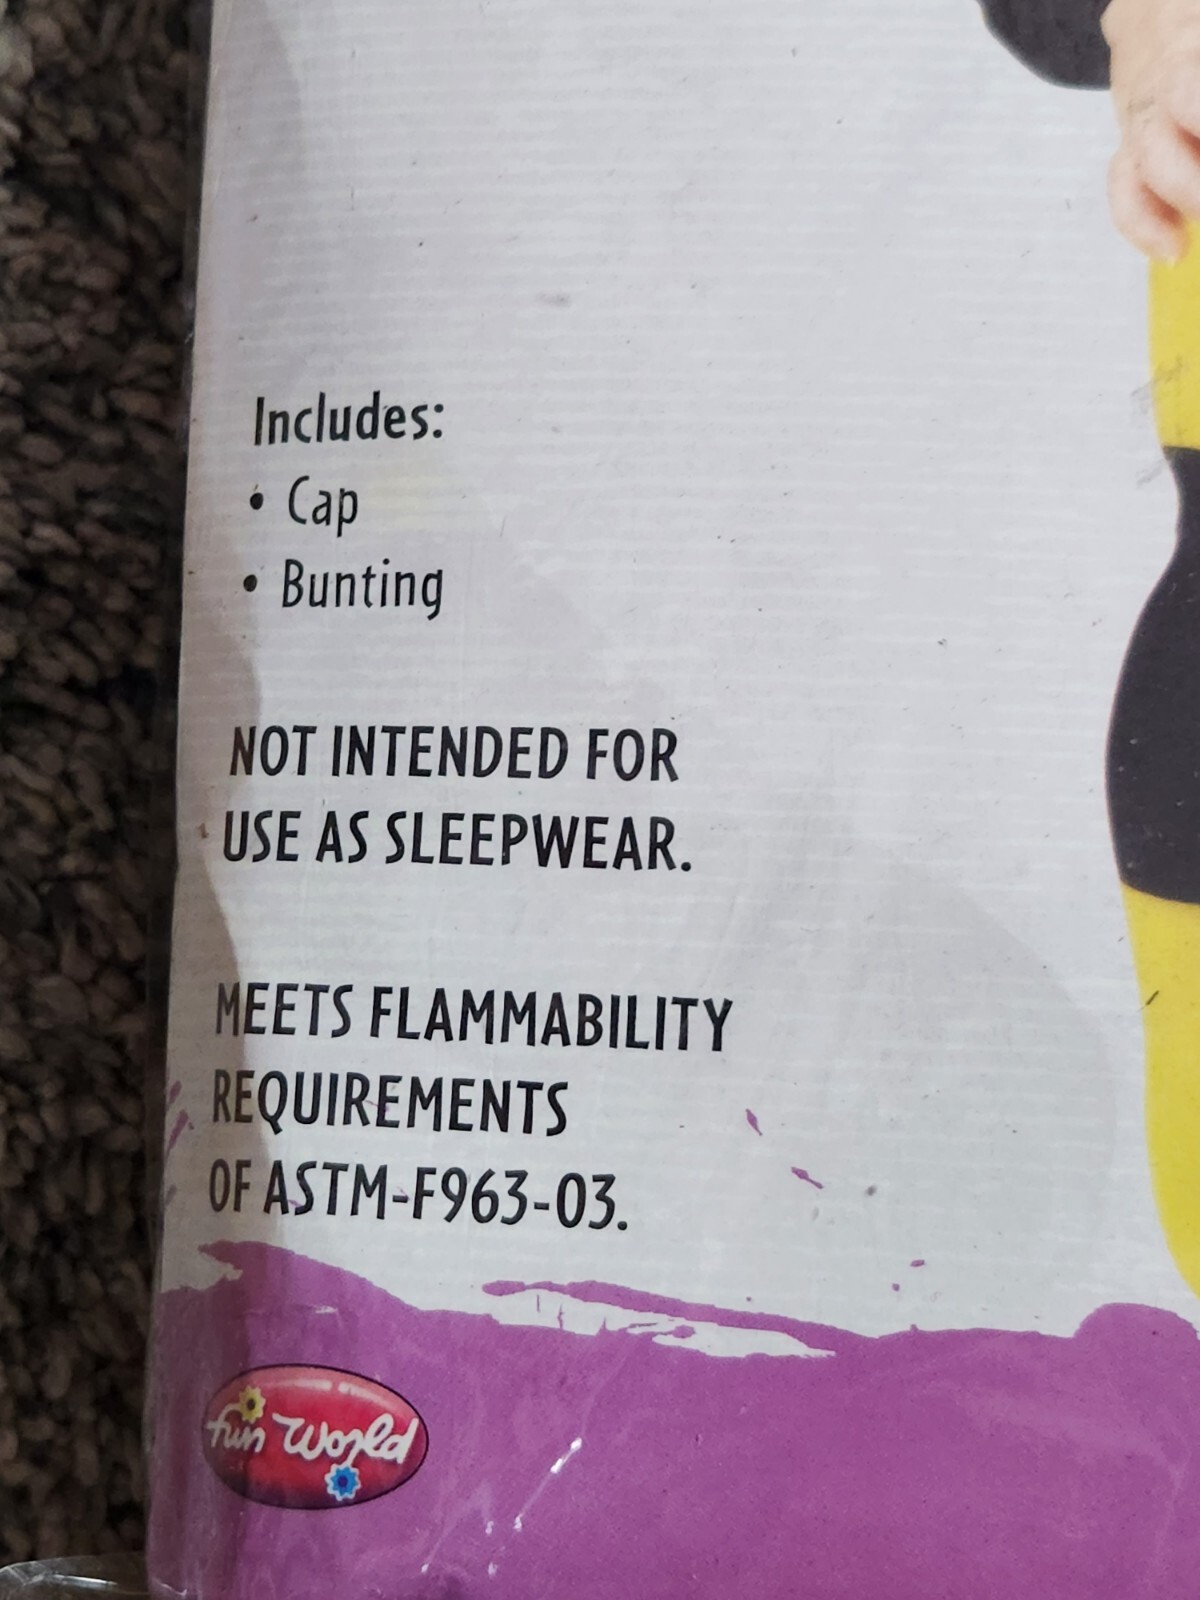 Includes:
• Cap
• Bunting
NOT INTENDED FOR
USE AS SLEEPWEAR.
MEETS FLAMMABILITY
REQUIREMENTS
OF ASTM-F963-03.
fun World